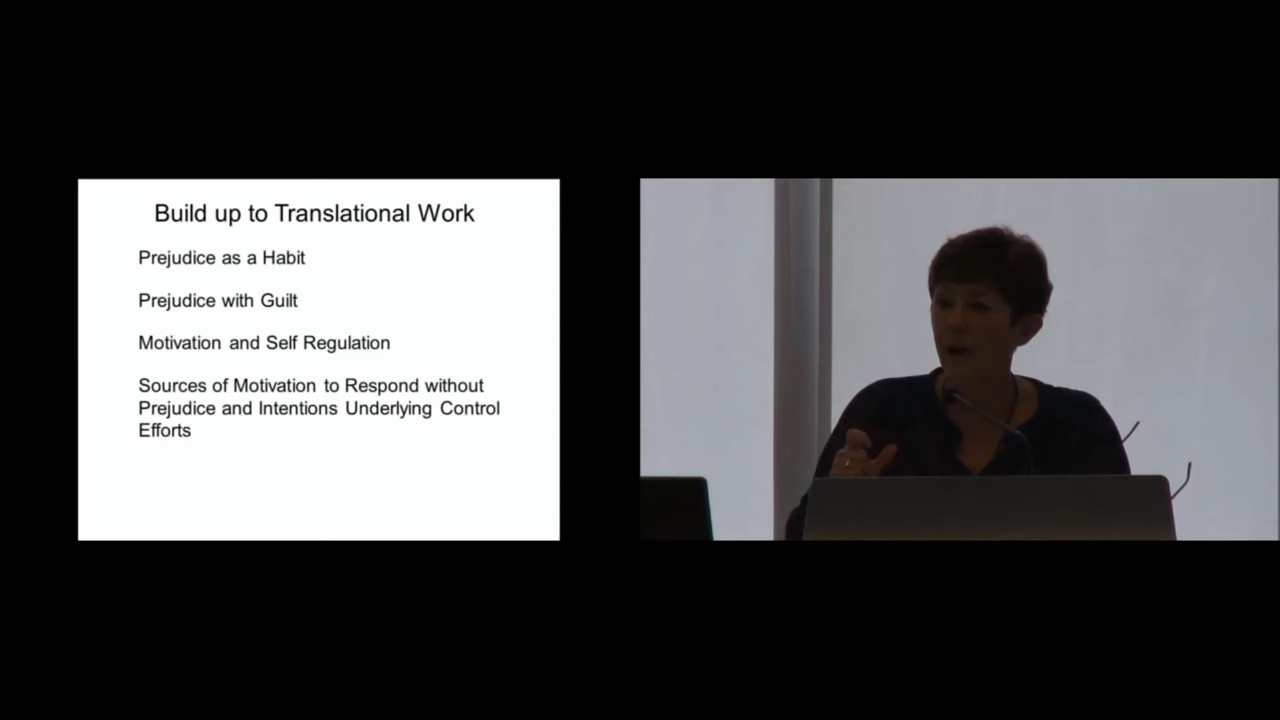 Build up to Translational Work
Prejudice as a Habit
Prejudice with Guilt
Motivation and Self Regulation
Sources of Motivation to Respond without
Prejudice and Intentions Underlying Control
Efforts